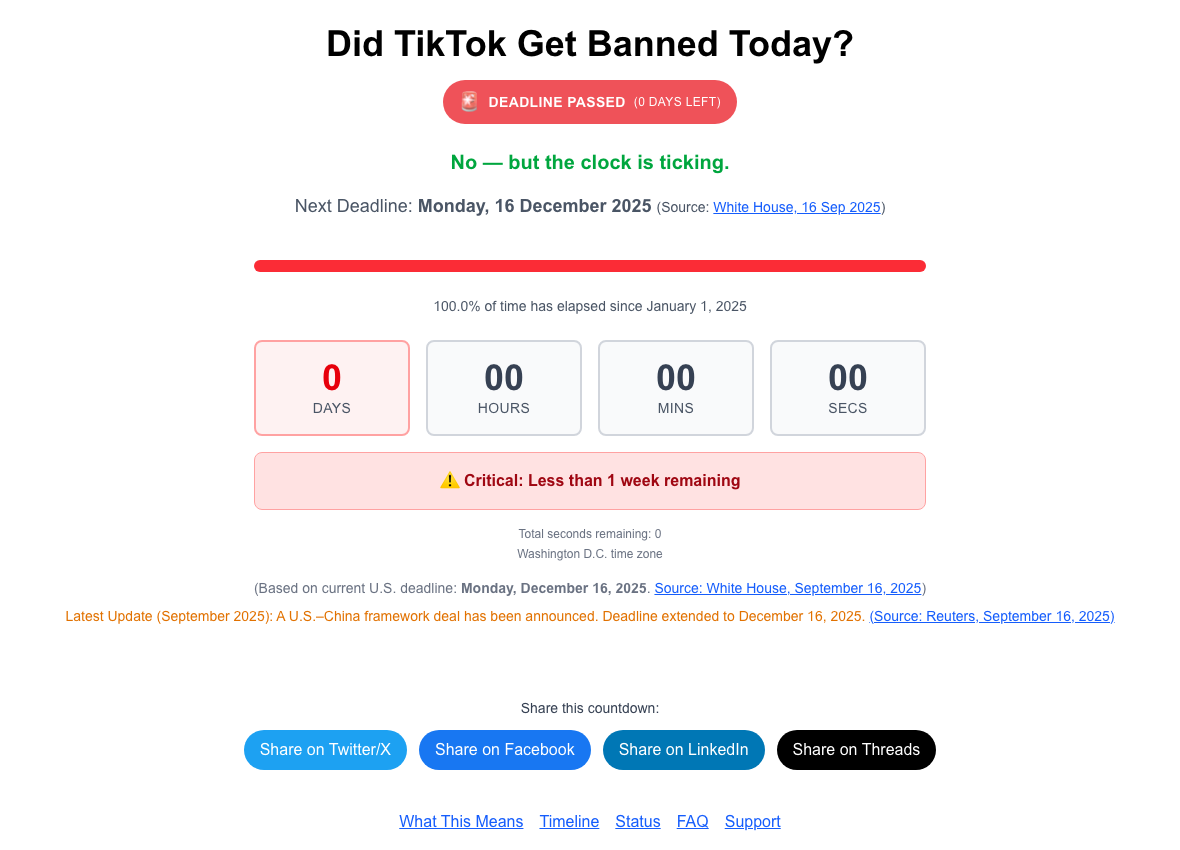 Did TikTok Get Banned Today?
🚨 DEADLINE PASSED (0 DAYS LEFT)
No — but the clock is ticking.
Next Deadline: Monday, 16 December 2025 (Source: White House, 16 Sep 2025)
100.0% of time has elapsed since January 1, 2025
0 00 00 00
DAYS HOURS MINS SECS
⚠️ Critical: Less than 1 week remaining
Total seconds remaining: 0
Washington D.C. time zone
(Based on current U.S. deadline: Monday, December 16, 2025. Source: White House, September 16, 2025)
Latest Update (September 2025): A U.S.–China framework deal has been announced. Deadline extended to December 16, 2025. (Source: Reuters, September 16, 2025)
Share this countdown:
Share on Twitter/X Share on Facebook Share on LinkedIn Share on Threads
What This Means Timeline Status FAQ Support